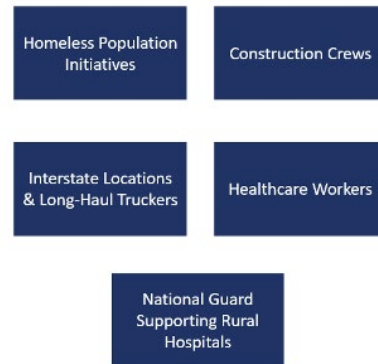 Homeless Population
Initiatives
Construction Crews
Interstate Locations
& Long-Haul Truckers
Healthcare Workers
National Guard
Supporting Rural
Hospitals